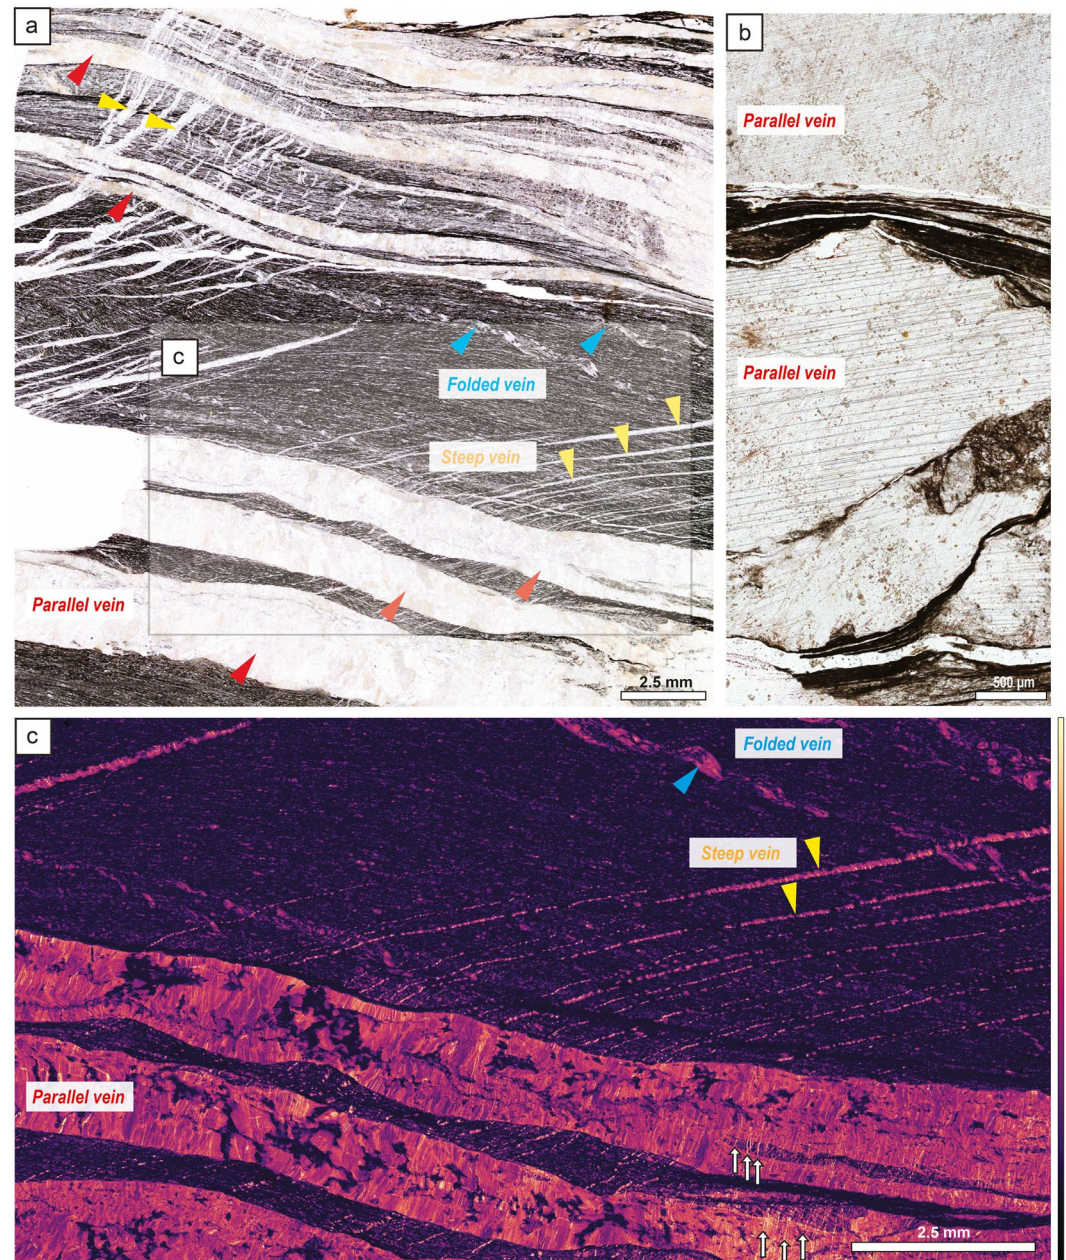 a
b
Parallel vein
c
Folded vein
Steep vein
Parallel vein
Parallel vein
2.5 mm
500 µm
c
Folded vein
Steep vein
Parallel vein
2.5 mm